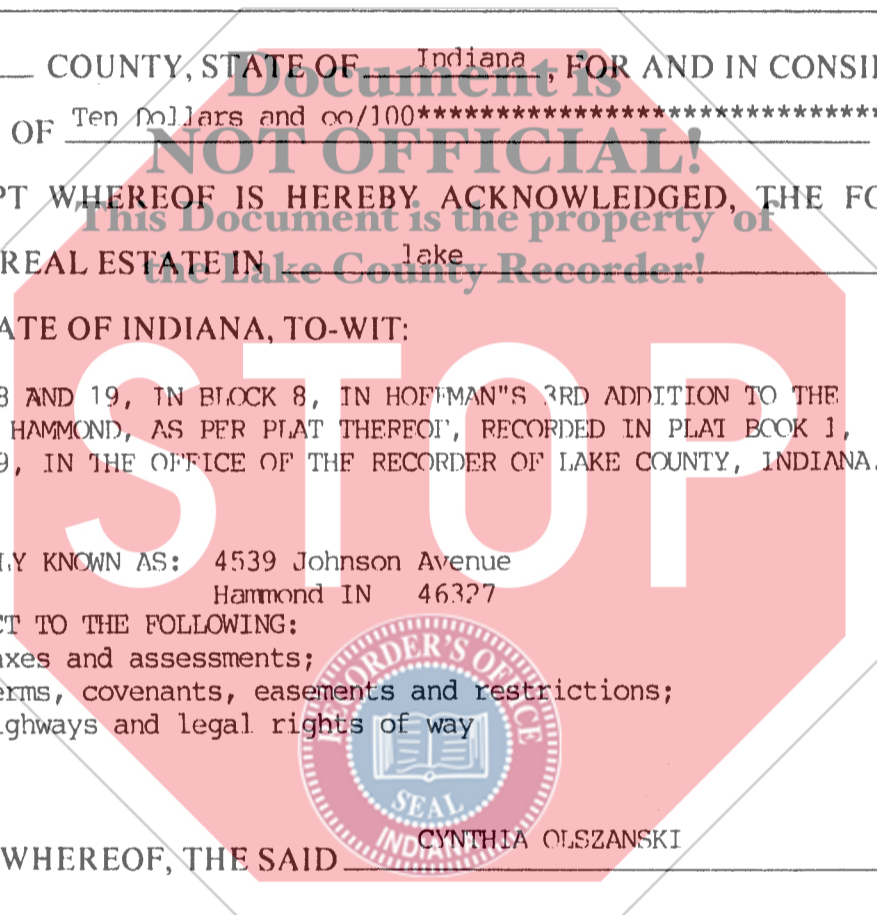 COUNTY, STATE OF Indiana, FOR AND IN CONSI
Document is
OF Ten Dollars and oo/100******************************
NOT OFFICIAL!
PT WHEREOF IS HEREBY ACKNOWLEDGED, THE FO
This Document is the property of
REAL ESTATE IN lake
the Lake County Recorder!
ATE OF INDIANA, TO-WIT:
STOP
8 AND 19, IN BLOCK 8, IN HOFFMAN"S 3RD ADDITION TO THE
HAMMOND, AS PER PLAT THEREOF, RECORDED IN PLAT BOOK 1,
9, IN THE OFFICE OF THE RECORDER OF LAKE COUNTY, INDIANA.
LY KNOWN AS: 4539 Johnson Avenue
Hammond IN 46327
CT TO THE FOLLOWING:
axes and assessments;
erms, covenants, easements and restrictions;
ighways and legal rights of way
RECORDER'S OFFICE
SEAL
INDIANA
WHEREOF, THE SAID CYNTHIA OLSZANSKI